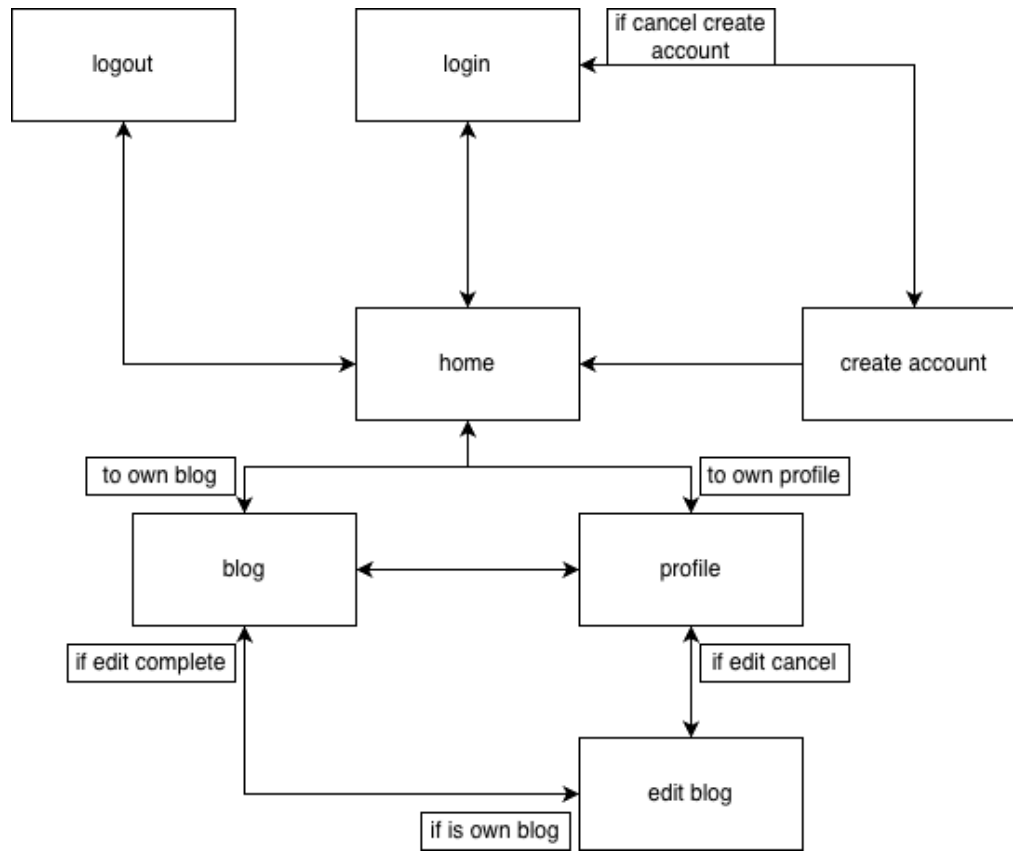 logout
login
if cancel create
account
home
create account
to own blog
to own profile
blog
profile
if edit complete
if edit cancel
edit blog
if is own blog